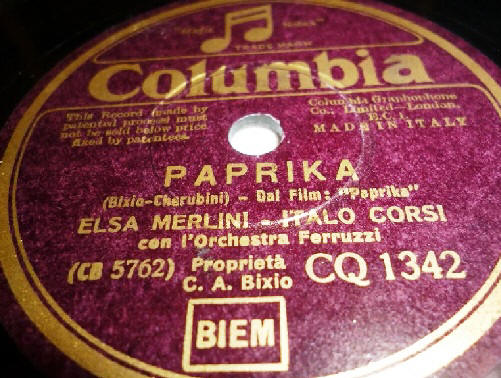 "Magic Notes"
TRADE MARK
Columbia
This Record made by
patented process must
not be sold below price
fixed by patentees.
Columbia Graphophone
Co., Limited London,
E.C.1.
MADE IN ITALY
PAPRIKA
(Bixio-Cherubini) - Dal Film: "Paprika"
ELSA MERLINI - ITALO CORSI
con l'Orchestra Ferruzzi
(CB 5762)
Proprietà
C. A. Bixio
CQ 1342
BIEM